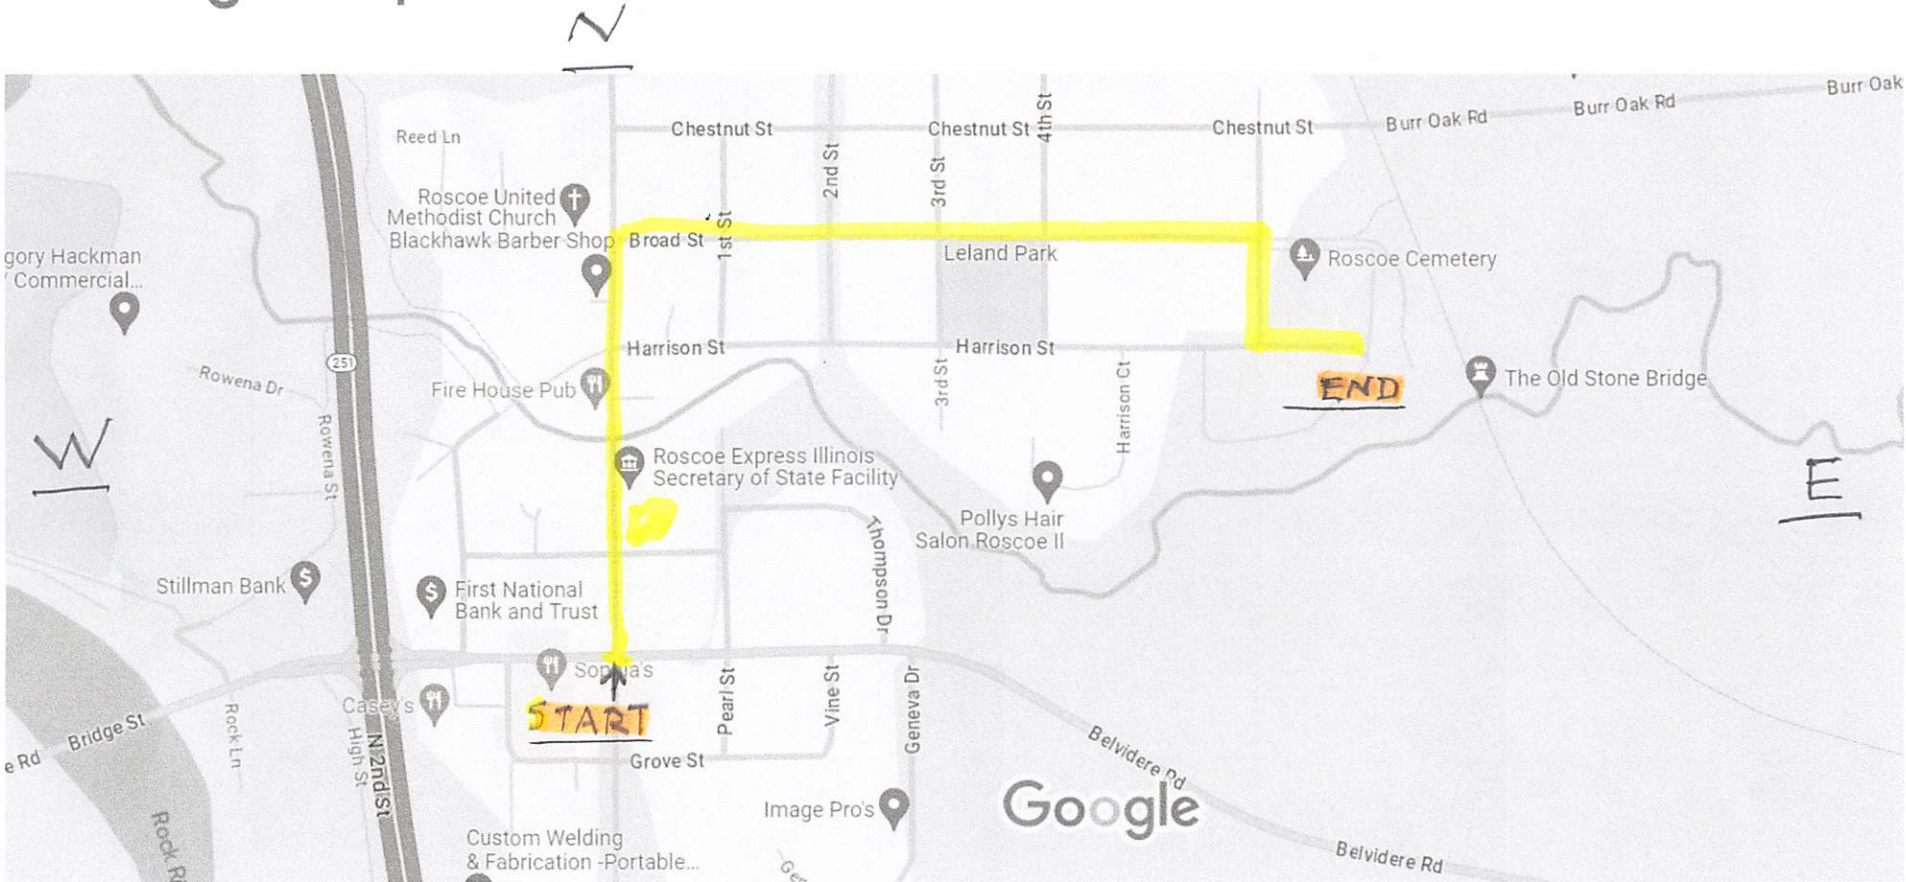 N
Burr Oak Rd
Burr Oak Rd
Burr Oak
Chestnut St
Chestnut St
Chestnut St
4th St
Reed Ln
2nd St
3rd St
Roscoe United
Methodist Church
Blackhawk Barber Shop
Broad St
1st St
Leland Park
Roscoe Cemetery
gory Hackman
Commercial...
251
Harrison St
Harrison St
Rowena Dr
Fire House Pub
3rd St
Harrison Ct
END
The Old Stone Bridge
W
Rowena St
Roscoe Express Illinois
Secretary of State Facility
E
Pollys Hair
Salon Roscoe II
Thompson Dr
Stillman Bank
First National
Bank and Trust
Sophia's
START
Casey's
Pearl St
Vine St
Geneva Dr
Bridge St
e Rd
Rock Ln
High St
N 2nd St
Grove St
Belvidere Rd
Image Pro's
Google
Custom Welding
& Fabrication -Portable...
Belvidere Rd